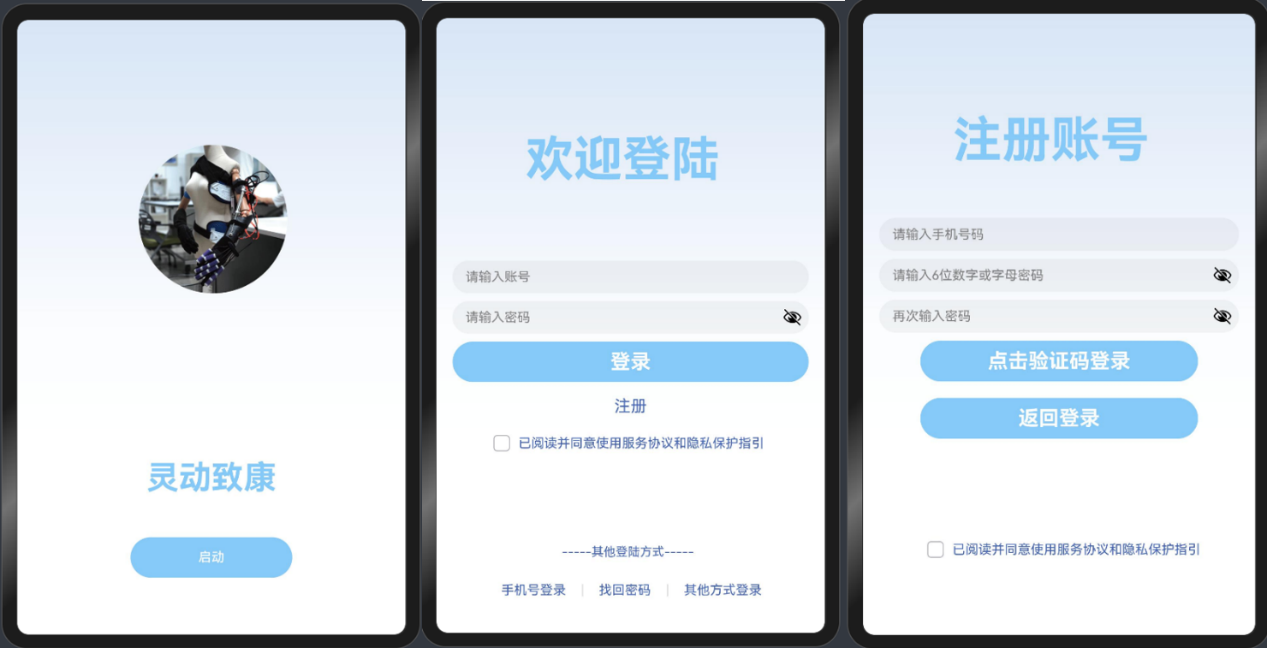 灵动致康
启动
欢迎登陆
请输入账号
请输入密码
登录
注册
已阅读并同意使用服务协议和隐私保护指引
-----其他登陆方式-----
手机号登录 | 找回密码 | 其他方式登录
注册账号
请输入手机号码
请输入6位数字或字母密码
再次输入密码
点击验证码登录
返回登录
已阅读并同意使用服务协议和隐私保护指引